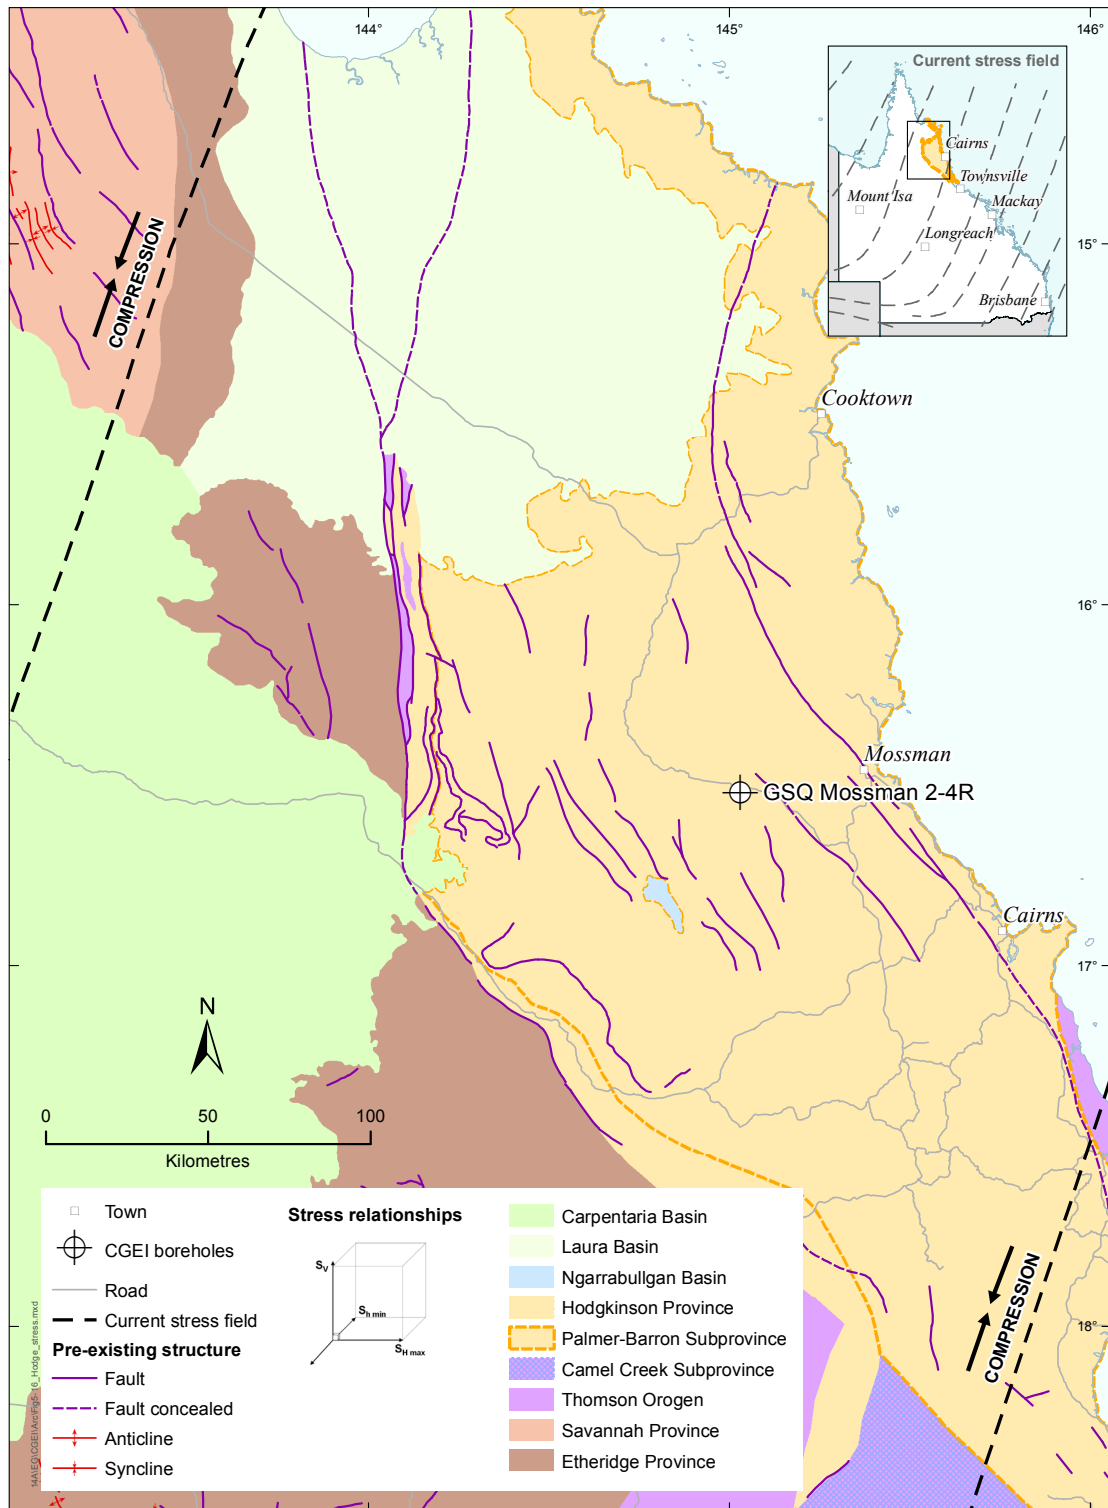 144°
145°
146°
Current stress field
Cairns
Townsville
Mount Isa
Mackay
Longreach
Brisbane
15°
COMPRESSION
Cooktown
16°
Mossman
GSQ Mossman 2-4R
Cairns
17°
N
0 50 100
Kilometres
18°
COMPRESSION
Town
CGEI boreholes
Road
Current stress field
Pre-existing structure
Fault
Fault concealed
Anticline
Syncline
Stress relationships
Sv
Sh min
SH max
Carpentaria Basin
Laura Basin
Ngarrabullgan Basin
Hodgkinson Province
Palmer-Barron Subprovince
Camel Creek Subprovince
Thomson Orogen
Savannah Province
Etheridge Province